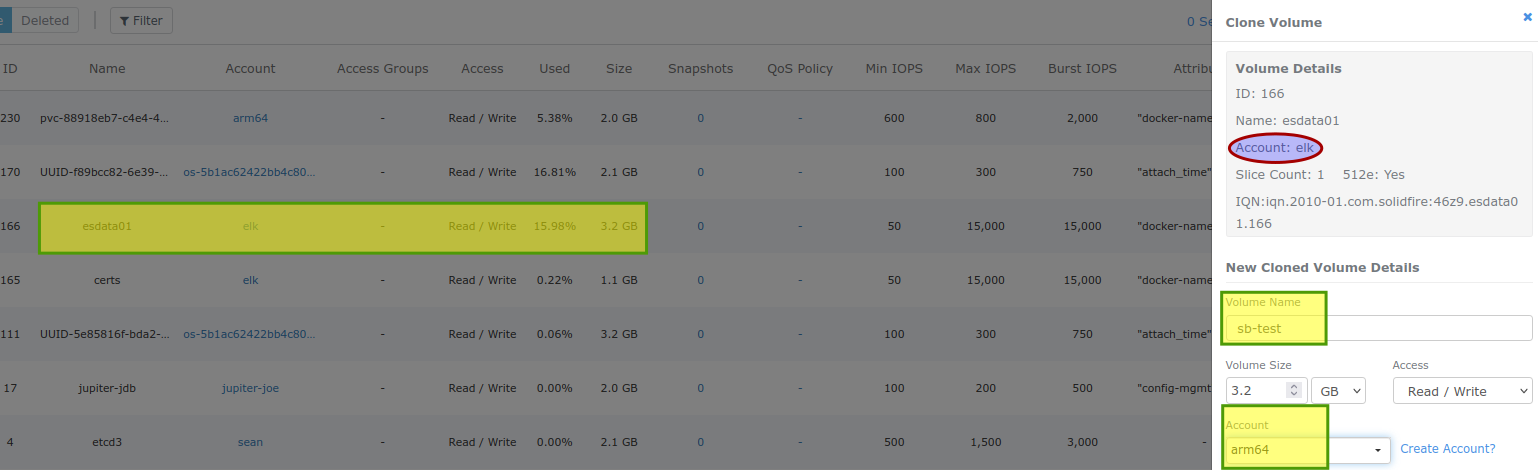 e Deleted Filter 0 Se
ID Name Account Access Groups Access Used Size Snapshots QoS Policy Min IOPS Max IOPS Burst IOPS Attribu
230 pvc-88918eb7-c4e4-4... arm64 - Read / Write 5.38% 2.0 GB 0 - 600 800 2,000 "docker-name
170 UUID-f89bcc82-6e39-... os-5b1ac62422bb4c80... - Read / Write 16.81% 2.1 GB 0 - 100 300 750 "attach_time"
166 esdata01 elk - Read / Write 15.98% 3.2 GB 0 - 50 15,000 15,000 "docker-name
165 certs elk - Read / Write 0.22% 1.1 GB 0 - 50 15,000 15,000 "docker-name
111 UUID-5e85816f-bda2-... os-5b1ac62422bb4c80... - Read / Write 0.06% 3.2 GB 0 - 100 300 750 "attach_time"
17 jupiter-jdb jupiter-joe - Read / Write 0.00% 2.0 GB 0 - 100 200 500 "config-mgmt
4 etcd3 sean - Read / Write 0.00% 2.1 GB 0 - 500 1,500 3,000 -
Clone Volume ×
Volume Details
ID: 166
Name: esdata01
Account: elk
Slice Count: 1 512e: Yes
IQN:iqn.2010-01.com.solidfire:46z9.esdata0
1.166
New Cloned Volume Details
Volume Name
sb-test
Volume Size Access
3.2 GB Read / Write
Account
arm64 Create Account?